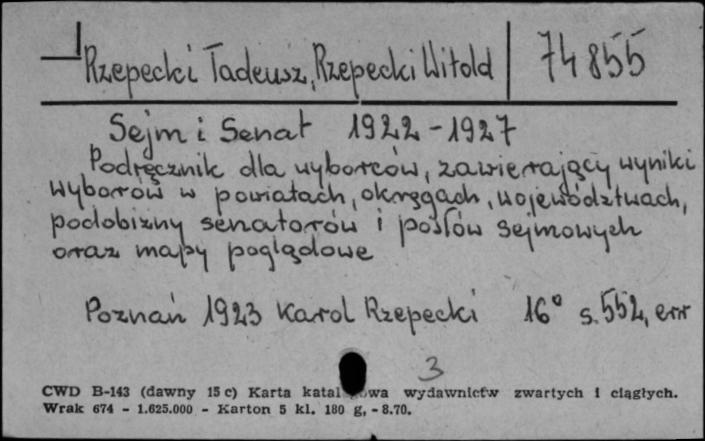 Rzepecki Tadeusz, Rzepecki Witold 74855
Sejm i Senat 1922-1927
Podręcznik dla wyborców, zawierający wyniki
wyborów w powiatach, okręgach, województwach,
podobizny senatorów i posłów sejmowych
oraz mapy poglądowe
Poznań 1923 Karol Rzepecki 16° s. 552, err
3
CWD B-143 (dawny 15 c) Karta katal wa wydawnictw zwartych i ciągłych.
Wrak 674 - 1.625.000 - Karton 5 kl. 180 g, - 8.70.